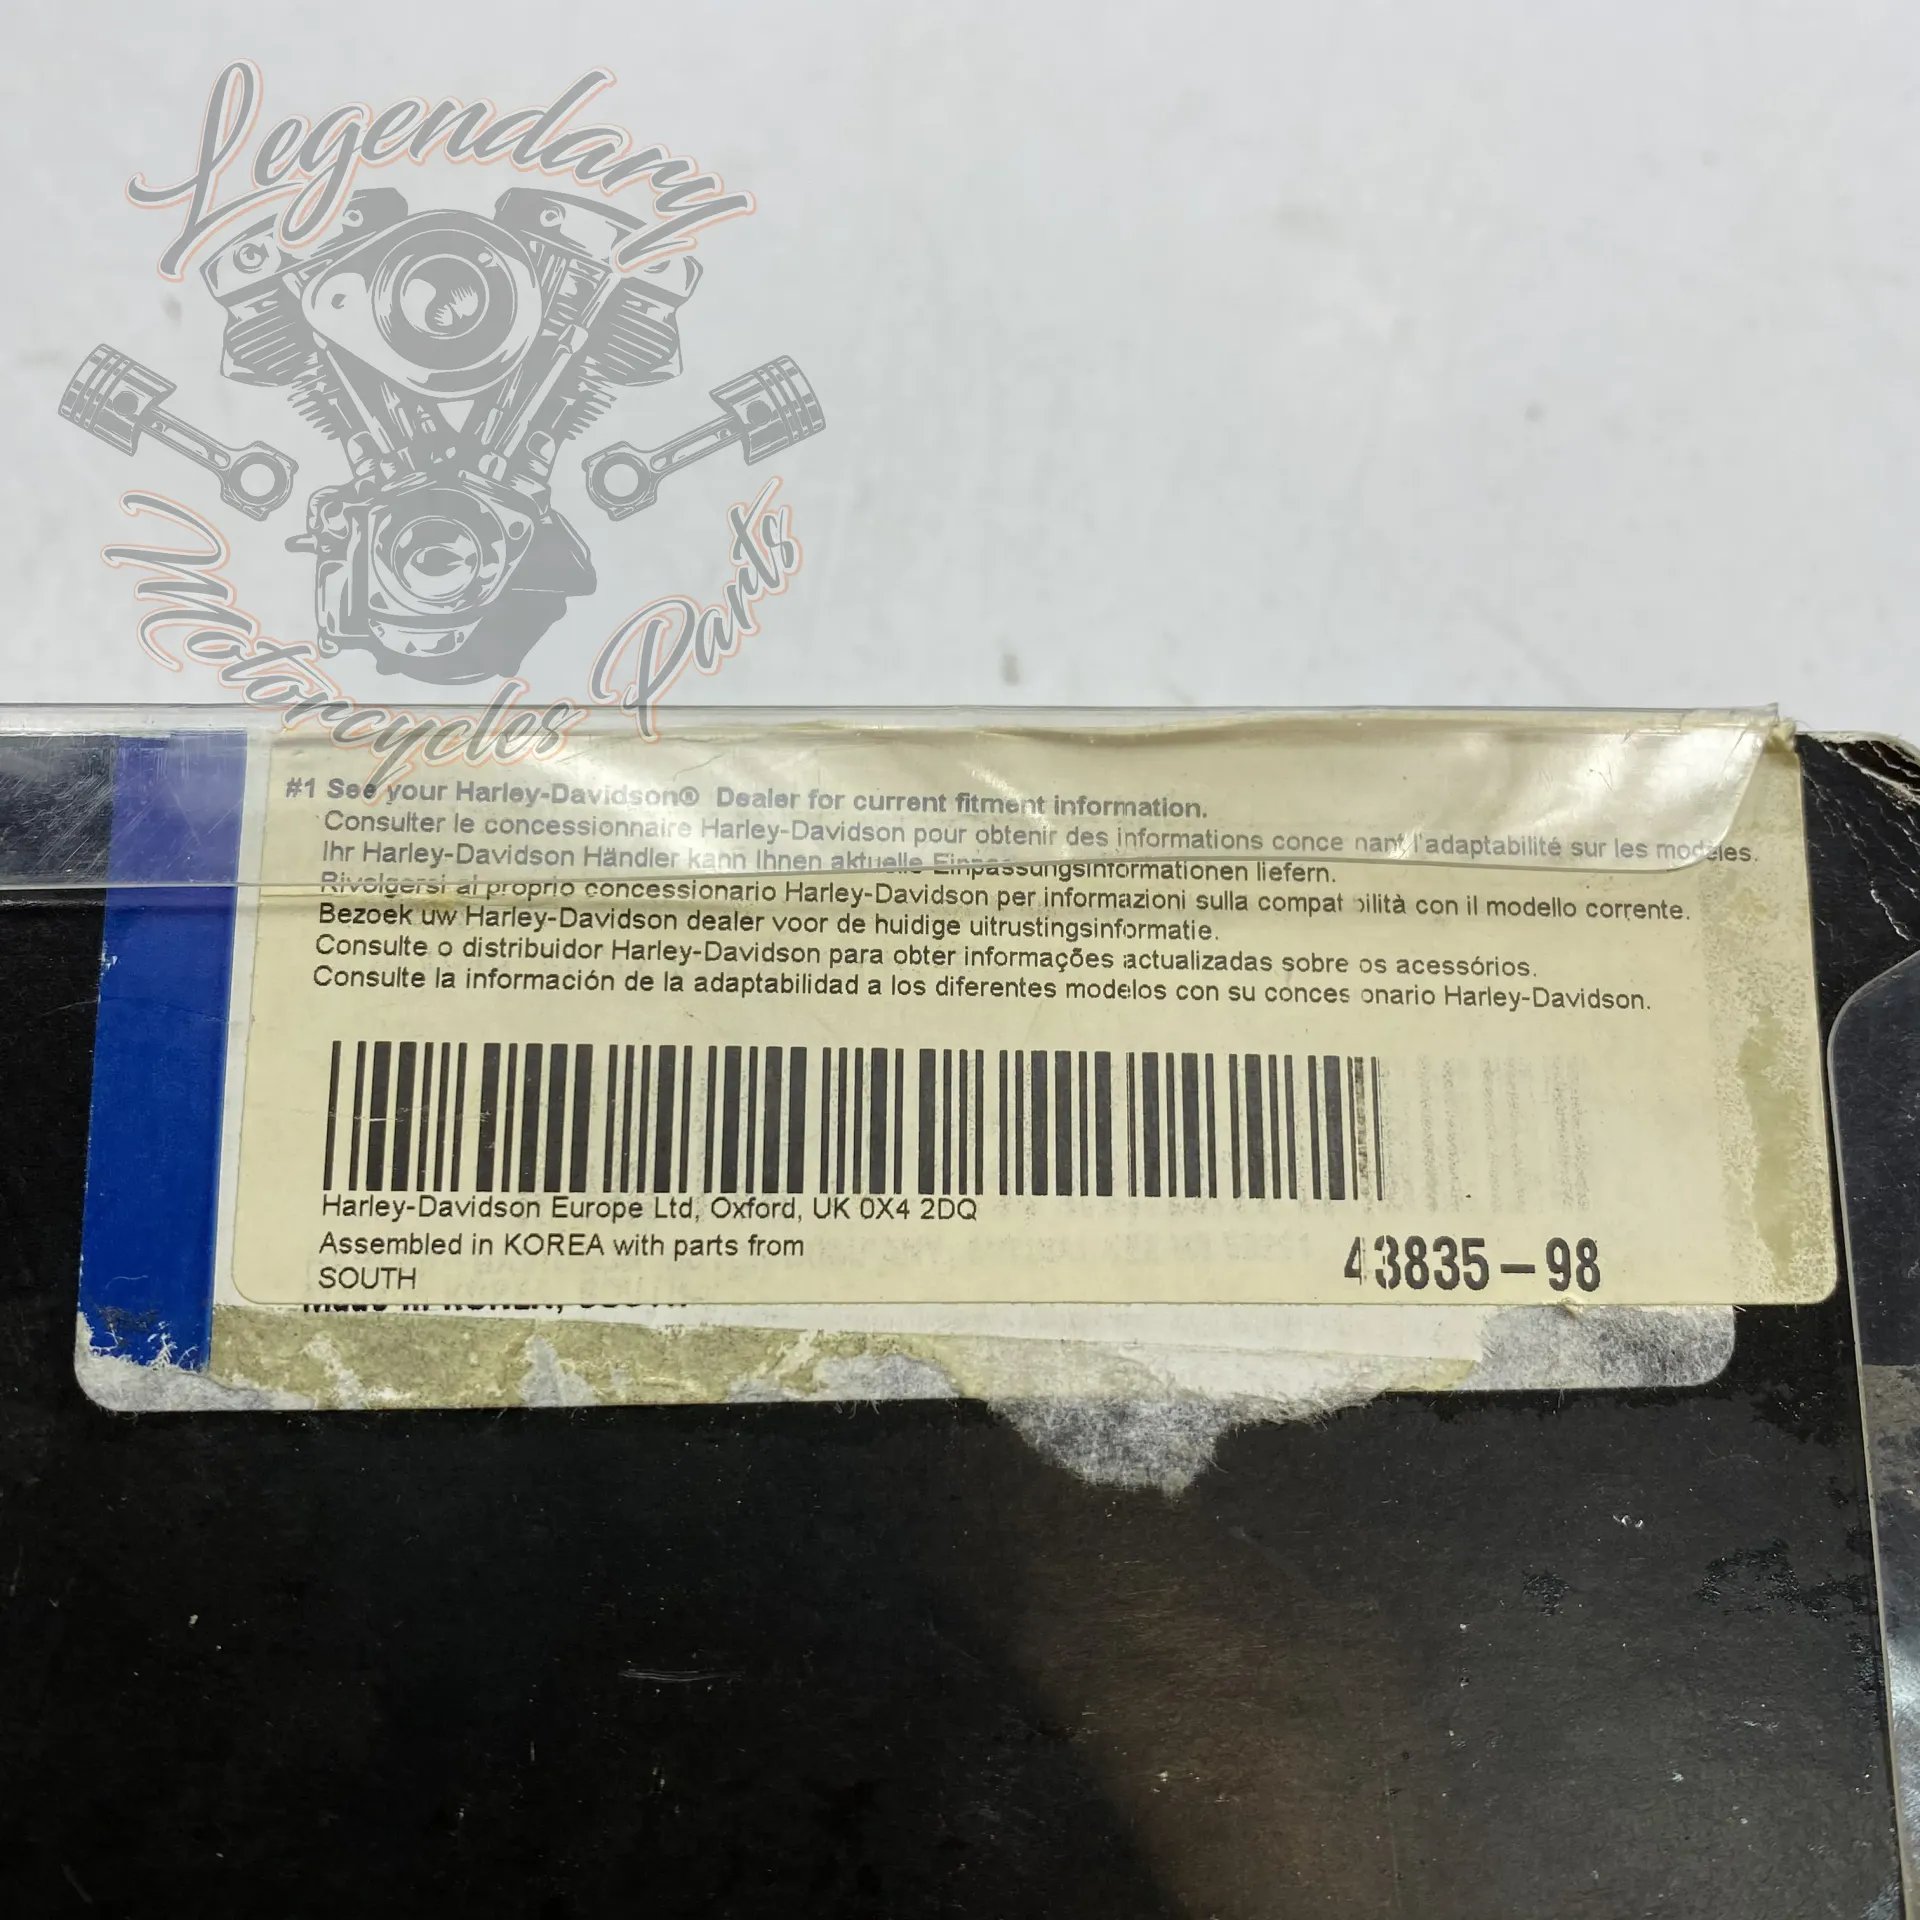 Legendary
Motorcycles Parts
#1 See your Harley-Davidson® Dealer for current fitment information.
Consulter le concessionnaire Harley-Davidson pour obtenir des informations conce nant l'adaptabilité sur les modèles.
Ihr Harley-Davidson Händler kann Ihnen aktuelle Einpassungsinformationen liefern.
Rivolgersi al proprio concessionario Harley-Davidson per informazioni sulla compat bilità con il modello corrente.
Bezoek uw Harley-Davidson dealer voor de huidige uitrustingsinformatie.
Consulte o distribuidor Harley-Davidson para obter informações actualizadas sobre os acessórios.
Consulte la información de la adaptabilidad a los diferentes modelos con su conces onario Harley-Davidson.
Harley-Davidson Europe Ltd, Oxford, UK 0X4 2DQ
Assembled in KOREA with parts from
SOUTH
43835-98